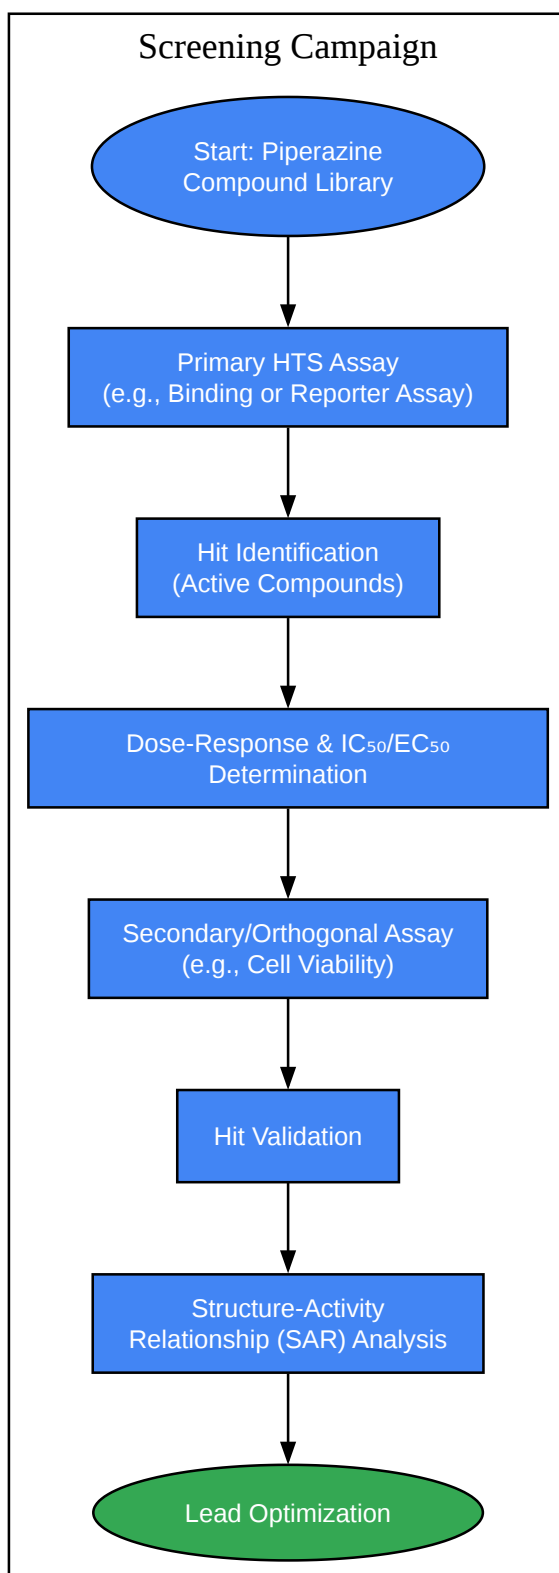 Screening Campaign
Start: Piperazine
Compound Library
Primary HTS Assay
(e.g., Binding or Reporter Assay)
Hit Identification
(Active Compounds)
Dose-Response & IC₅₀/EC₅₀
Determination
Secondary/Orthogonal Assay
(e.g., Cell Viability)
Hit Validation
Structure-Activity
Relationship (SAR) Analysis
Lead Optimization